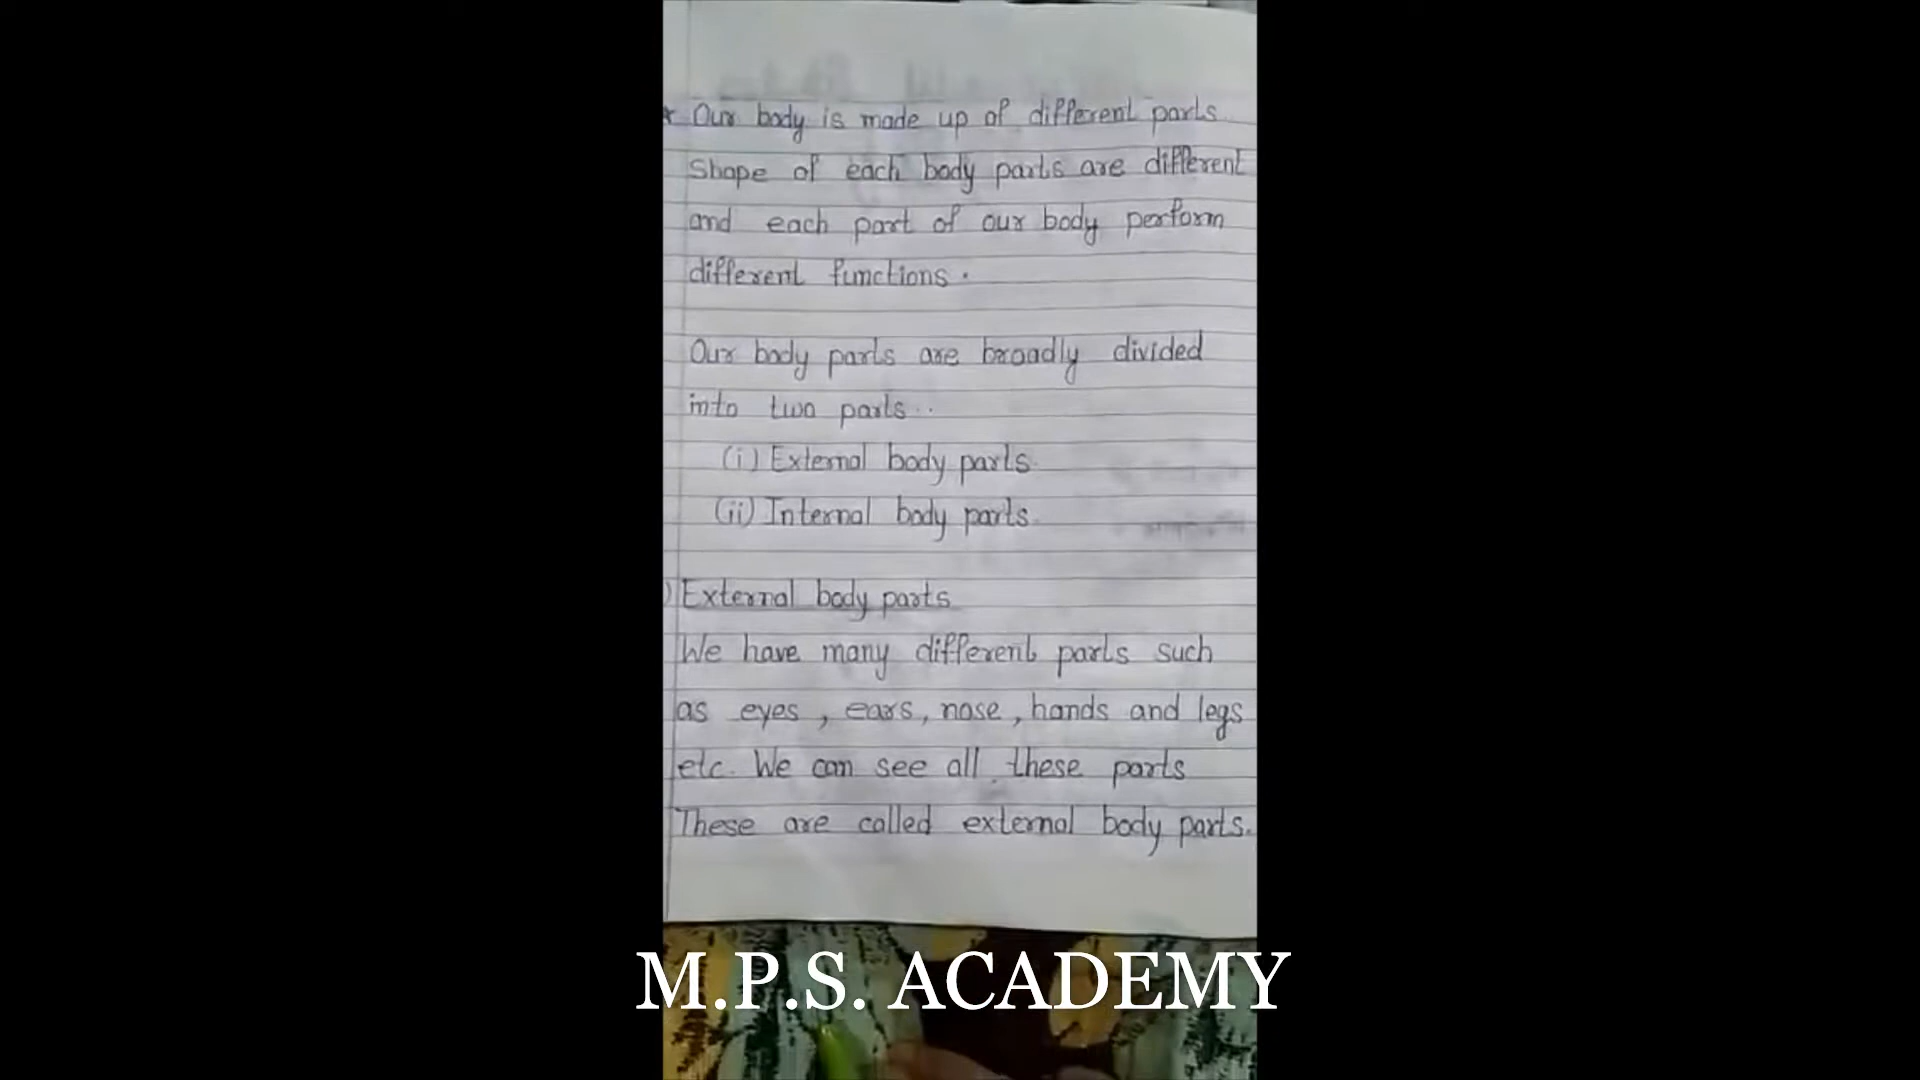 * Our body is made up of different parts
Shape of each body parts are different
and each part of our body perform
different functions.
Our body parts are broadly divided
into two parts..
(i) External body parts.
(ii) Internal body parts.
) External body parts
We have many different parts such
as eyes, ears, nose, hands and legs
etc. We can see all these parts
These are called external body parts.
M.P.S. ACADEMY